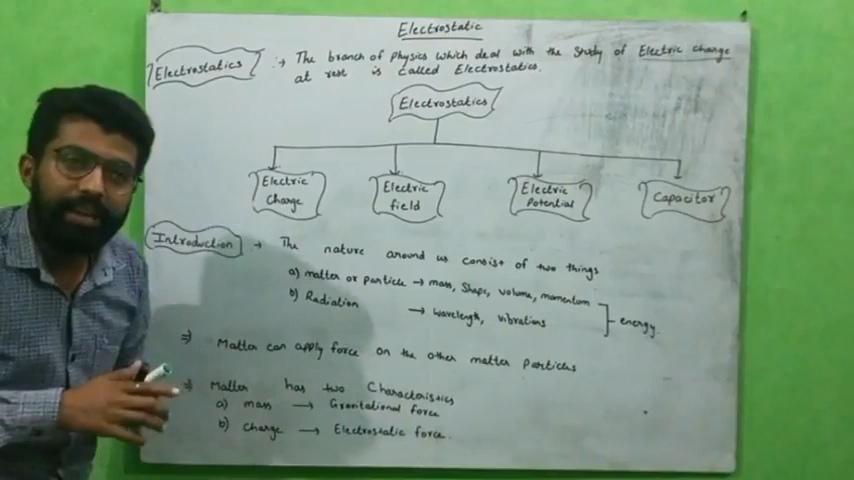 Electrostatic
Electrostatics :→ The branch of physics which deal with the study of Electric charge
at rest is called Electrostatics.
Electrostatics
Electric Charge
Electric field
Electric Potential
Capacitor
Introduction → The nature around us consist of two things
a) matter or particle → mass, shape, volume, momentum
b) Radiation → wavelength, vibrations
energy.
⇒ Matter can apply force on the other matter particles
⇒ Matter has two Characteristics
a) mass → Gravitational force
b) Charge → Electrostatic force.